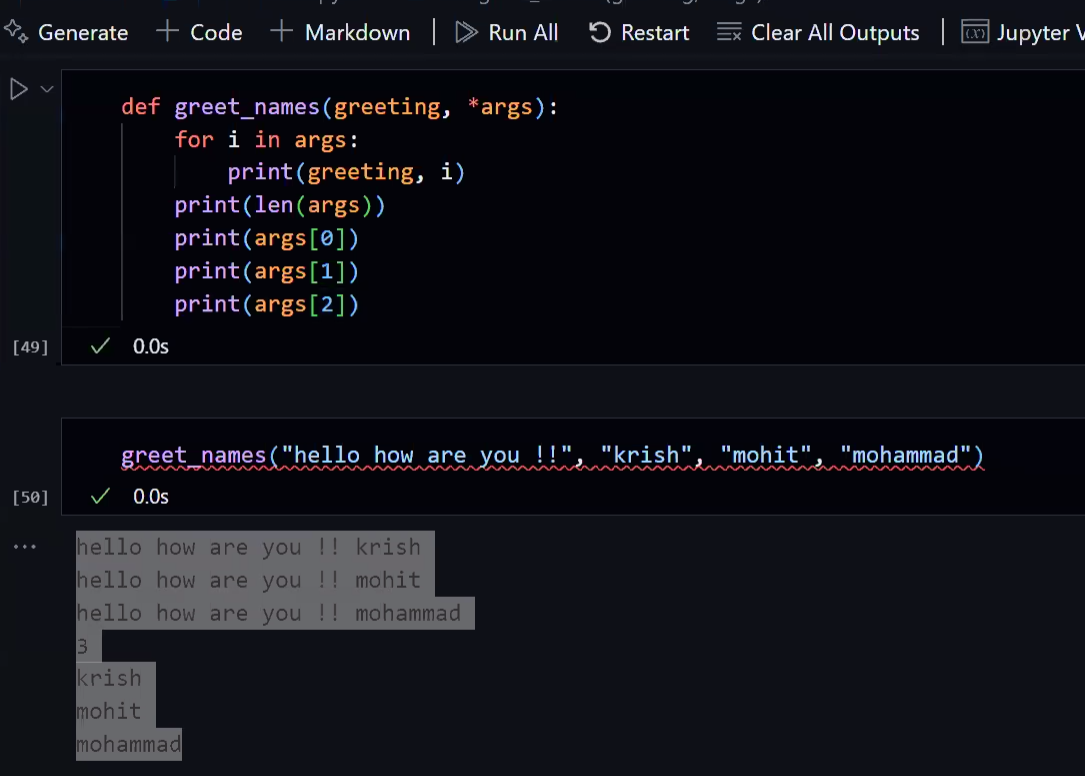 Generate + Code + Markdown Run All Restart Clear All Outputs Jupyter
def greet_names(greeting, *args):
    for i in args:
        print(greeting, i)
    print(len(args))
    print(args[0])
    print(args[1])
    print(args[2])
[49] ✓ 0.0s
greet_names("hello how are you !!", "krish", "mohit", "mohammad")
[50] ✓ 0.0s
... hello how are you !! krish
hello how are you !! mohit
hello how are you !! mohammad
3
krish
mohit
mohammad